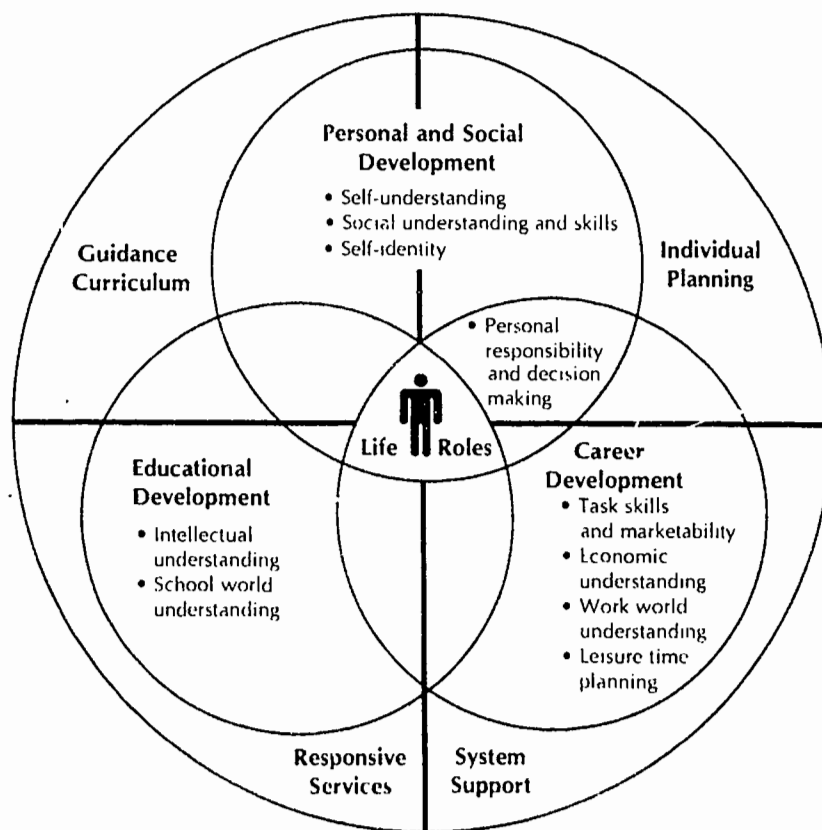 Personal and Social
Development
• Self-understanding
• Social understanding and skills
• Self-identity
Guidance
Curriculum
Individual
Planning
• Personal
responsibility
and decision
making
Life Roles
Educational
Development
• Intellectual
understanding
• School world
understanding
Career
Development
• Task skills
and marketability
• Economic
understanding
• Work world
understanding
• Leisure time
planning
Responsive
Services
System
Support